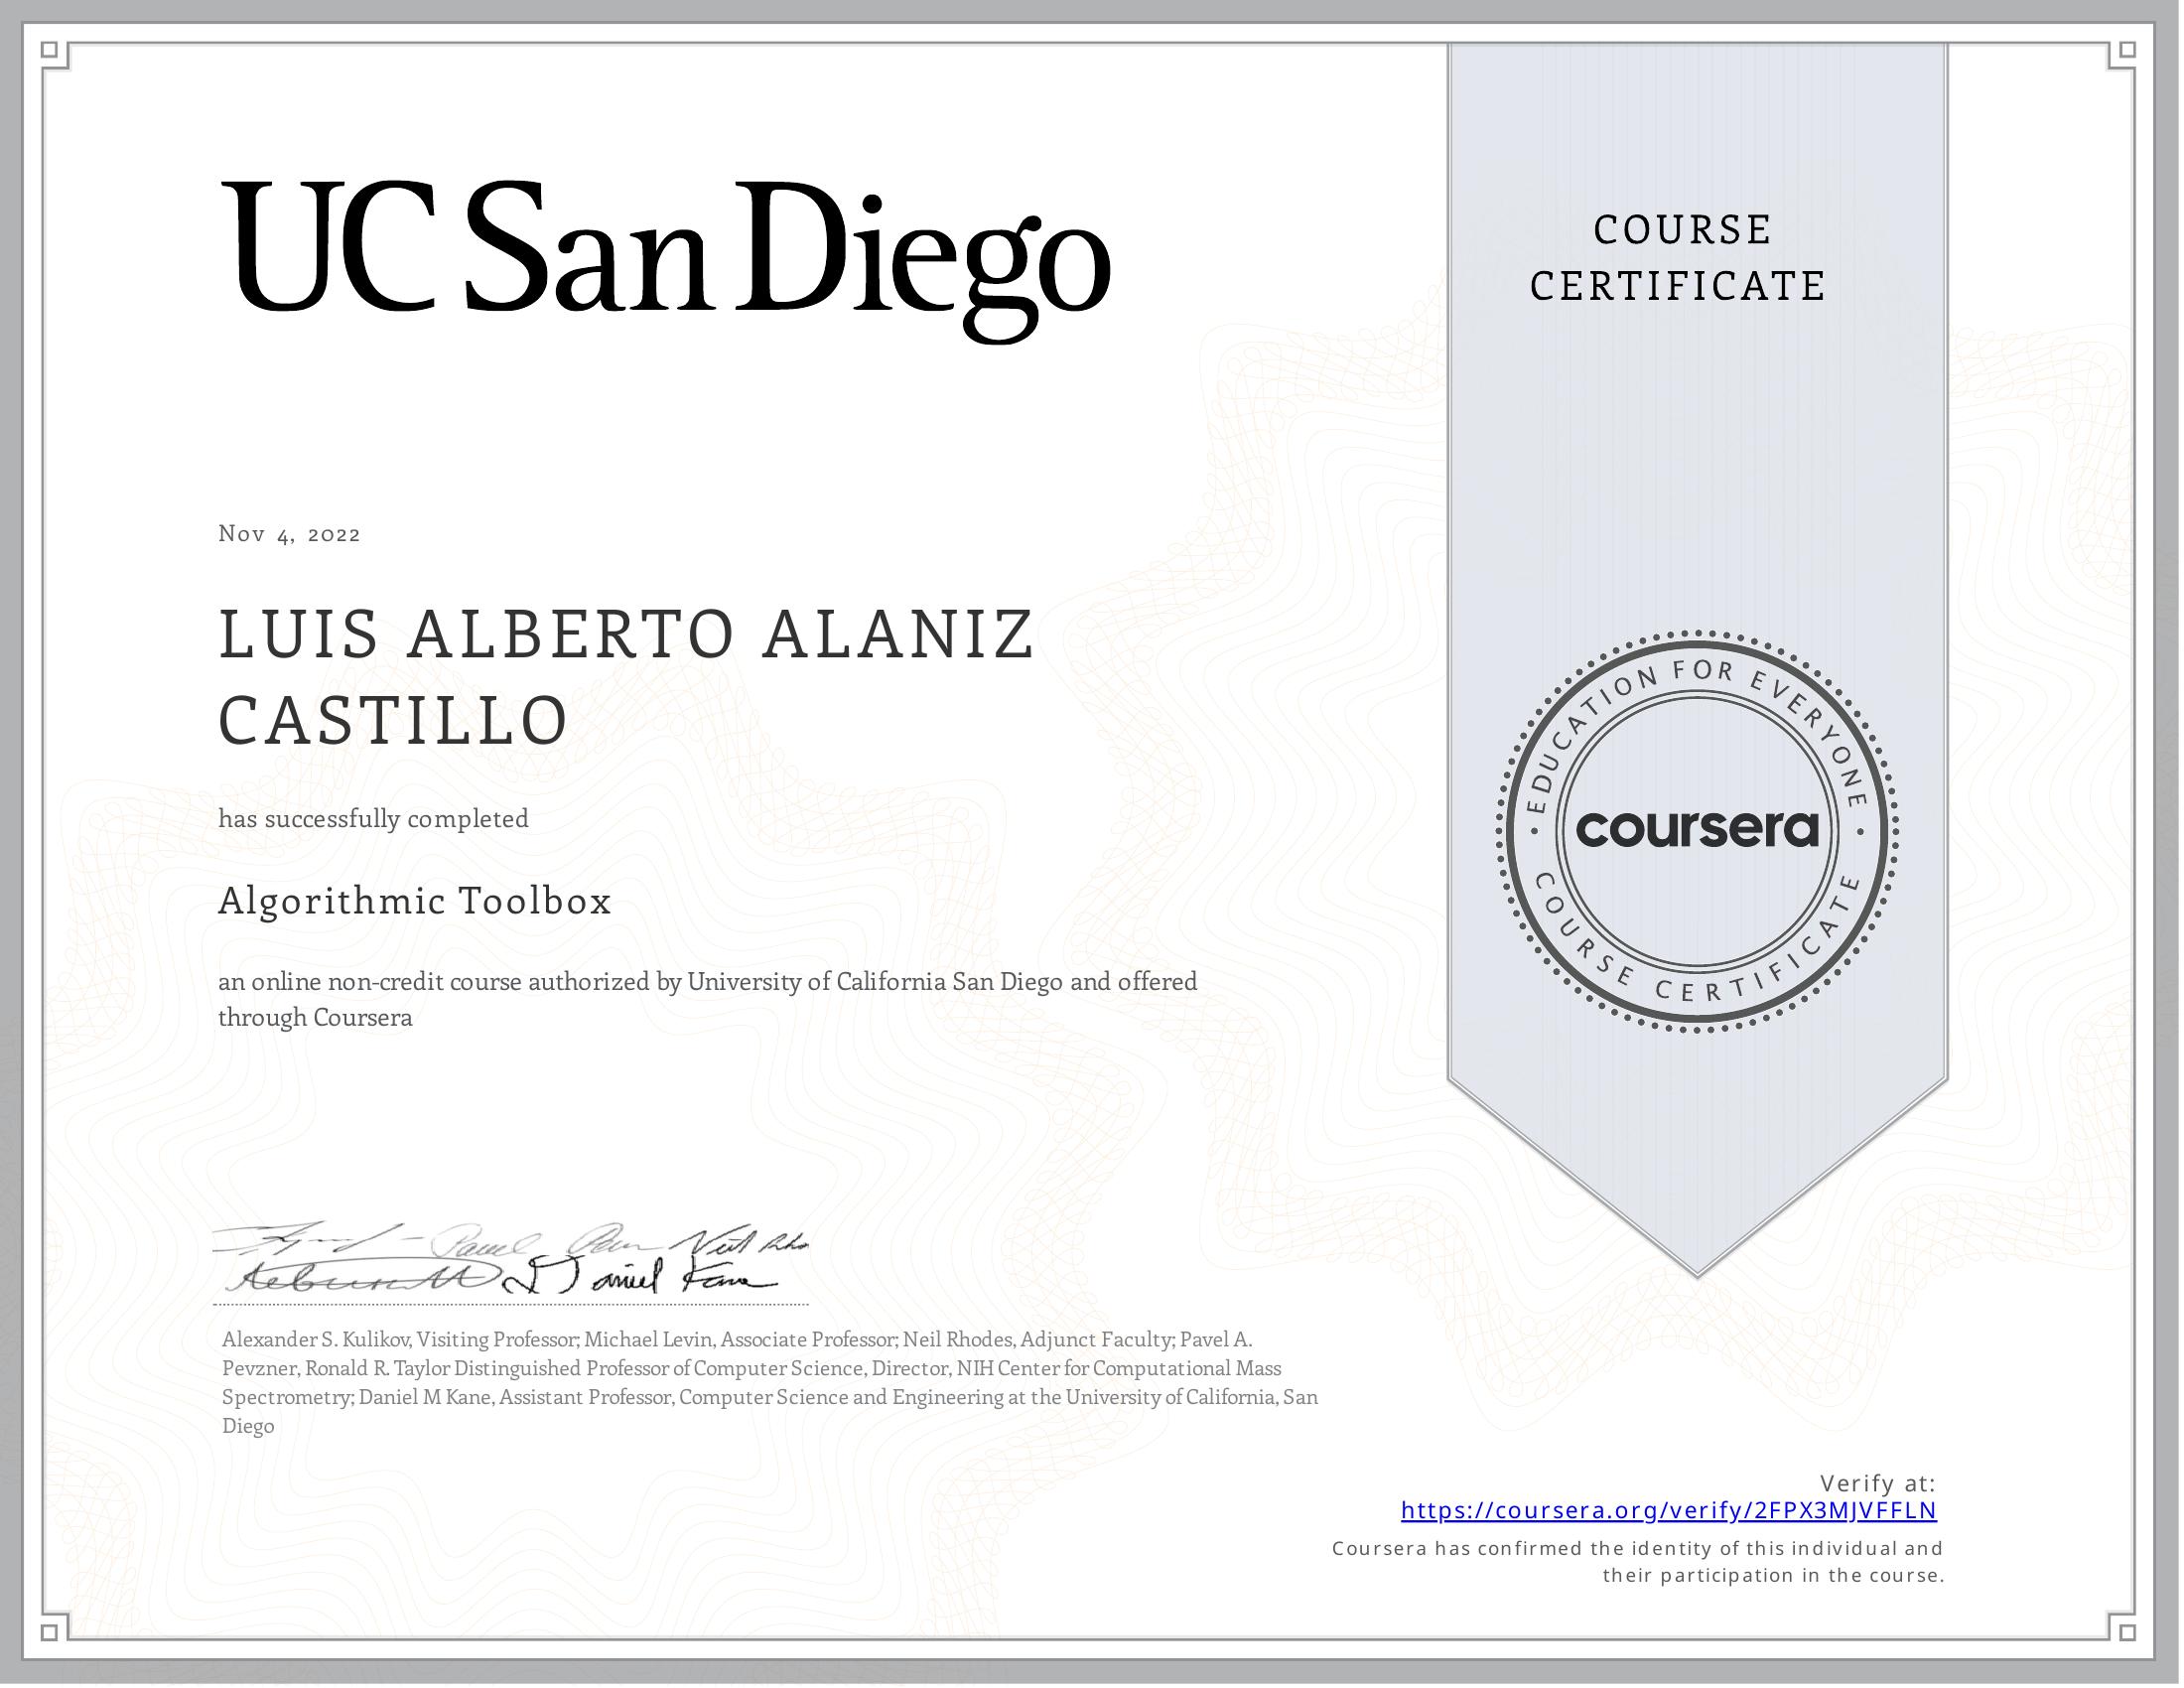 UC San Diego
COURSE
CERTIFICATE
Nov 4, 2022
LUIS ALBERTO ALANIZ
CASTILLO
has successfully completed
Algorithmic Toolbox
an online non-credit course authorized by University of California San Diego and offered
through Coursera
EDUCATION FOR EVERYONE
coursera
COURSE CERTIFICATE
Daniel Kane
Alexander S. Kulikov, Visiting Professor; Michael Levin, Associate Professor; Neil Rhodes, Adjunct Faculty; Pavel A.
Pevzner, Ronald R. Taylor Distinguished Professor of Computer Science, Director, NIH Center for Computational Mass
Spectrometry; Daniel M Kane, Assistant Professor, Computer Science and Engineering at the University of California, San
Diego
Verify at:
https://coursera.org/verify/2FPX3MJVFFLN
Coursera has confirmed the identity of this individual and
their participation in the course.